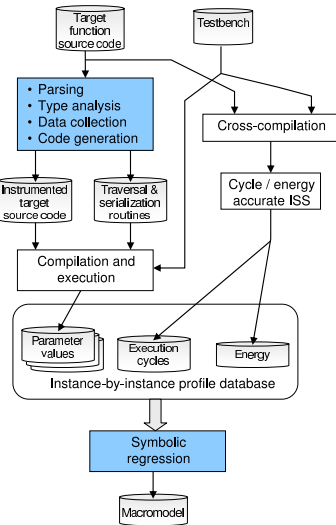 Target
function
source code
Testbench
• Parsing
• Type analysis
• Data collection
• Code generation
Cross-compilation
Instrumented
target
source code
Traversal &
serialization
routines
Cycle / energy
accurate ISS
Compilation and
execution
Parameter
values
Execution
cycles
Energy
Instance-by-instance profile database
Symbolic
regression
Macromodel